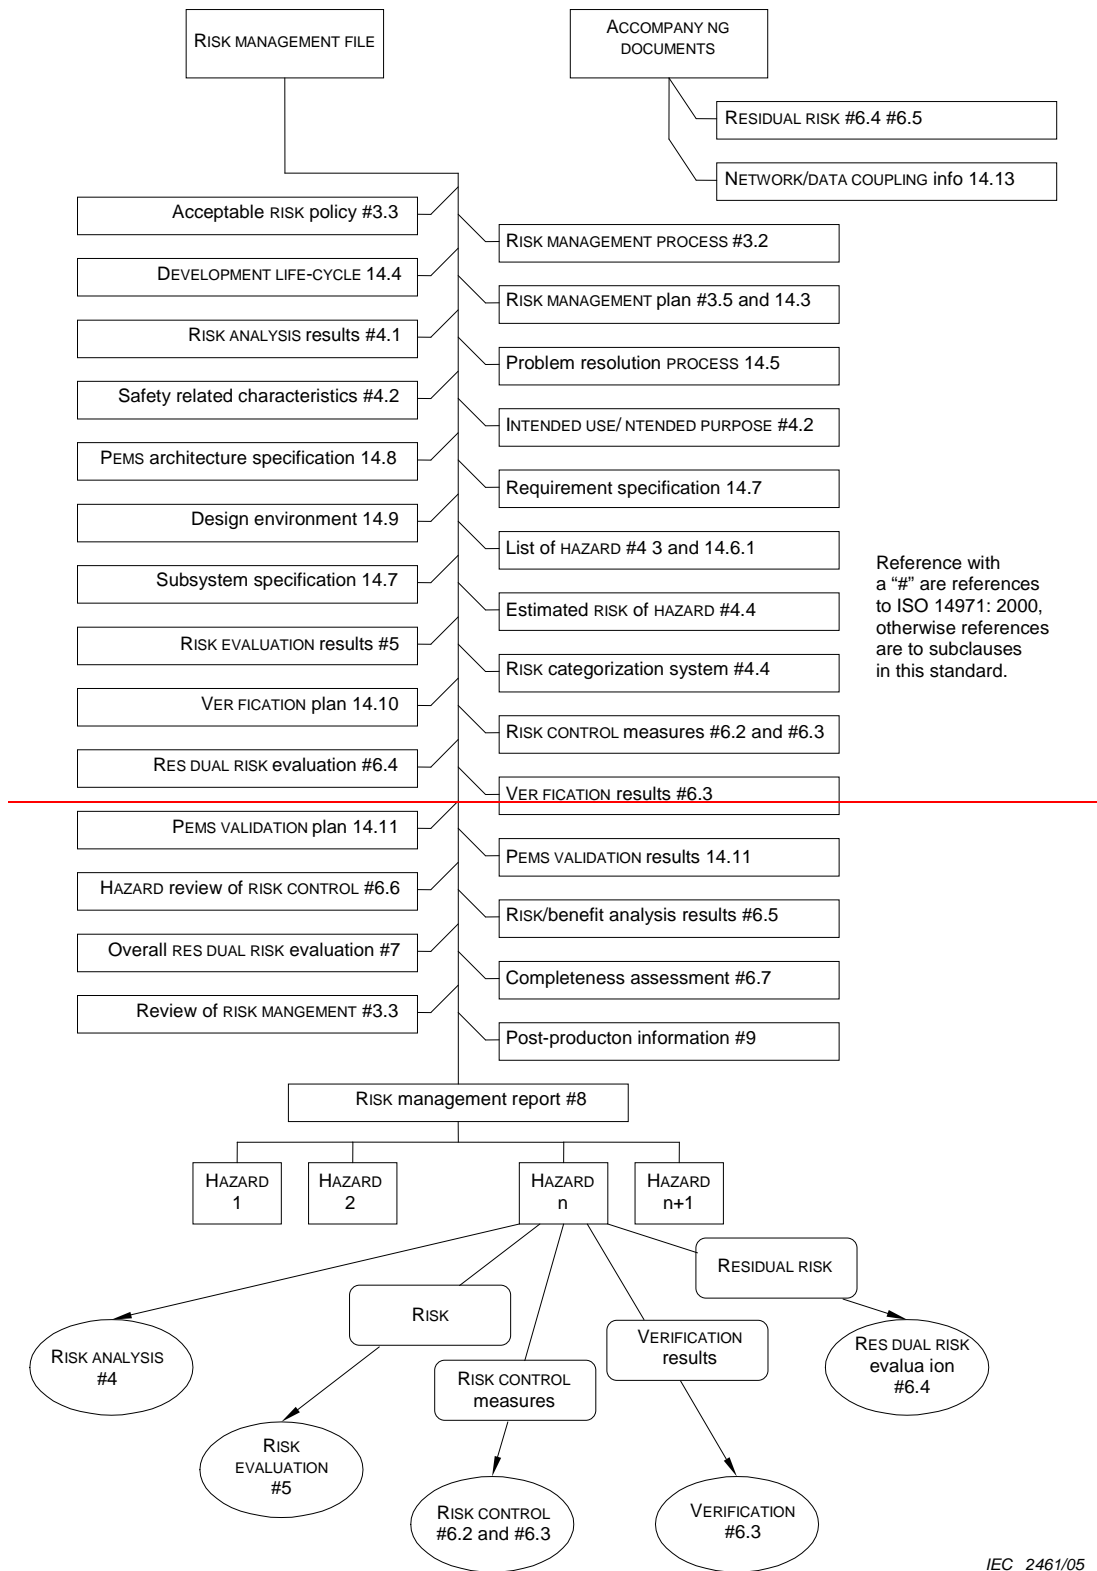 RISK MANAGEMENT FILE
ACCOMPANY NG
DOCUMENTS
RESIDUAL RISK #6.4 #6.5
NETWORK/DATA COUPLING info 14.13
Acceptable RISK policy #3.3
RISK MANAGEMENT PROCESS #3.2
DEVELOPMENT LIFE-CYCLE 14.4
RISK MANAGEMENT plan #3.5 and 14.3
RISK ANALYSIS results #4.1
Problem resolution PROCESS 14.5
Safety related characteristics #4.2
INTENDED USE/ NTENDED PURPOSE #4.2
PEMS architecture specification 14.8
Requirement specification 14.7
Design environment 14.9
List of HAZARD #4 3 and 14.6.1
Subsystem specification 14.7
Estimated RISK of HAZARD #4.4
RISK EVALUATION results #5
RISK categorization system #4.4
VER FICATION plan 14.10
RISK CONTROL measures #6.2 and #6.3
RES DUAL RISK evaluation #6.4
VER FICATION results #6.3
PEMS VALIDATION plan 14.11
PEMS VALIDATION results 14.11
HAZARD review of RISK CONTROL #6.6
RISK/benefit analysis results #6.5
Overall RES DUAL RISK evaluation #7
Completeness assessment #6.7
Review of RISK MANGEMENT #3.3
Post-producton information #9
Reference with
a “#” are references
to ISO 14971: 2000,
otherwise references
are to subclauses
in this standard.
RISK management report #8
HAZARD
1
HAZARD
2
HAZARD
n
HAZARD
n+1
RESIDUAL RISK
RISK
VERIFICATION
results
RISK CONTROL
measures
RISK ANALYSIS
#4
RES DUAL RISK
evalua ion
#6.4
RISK
EVALUATION
#5
RISK CONTROL
#6.2 and #6.3
VERIFICATION
#6.3
IEC 2461/05